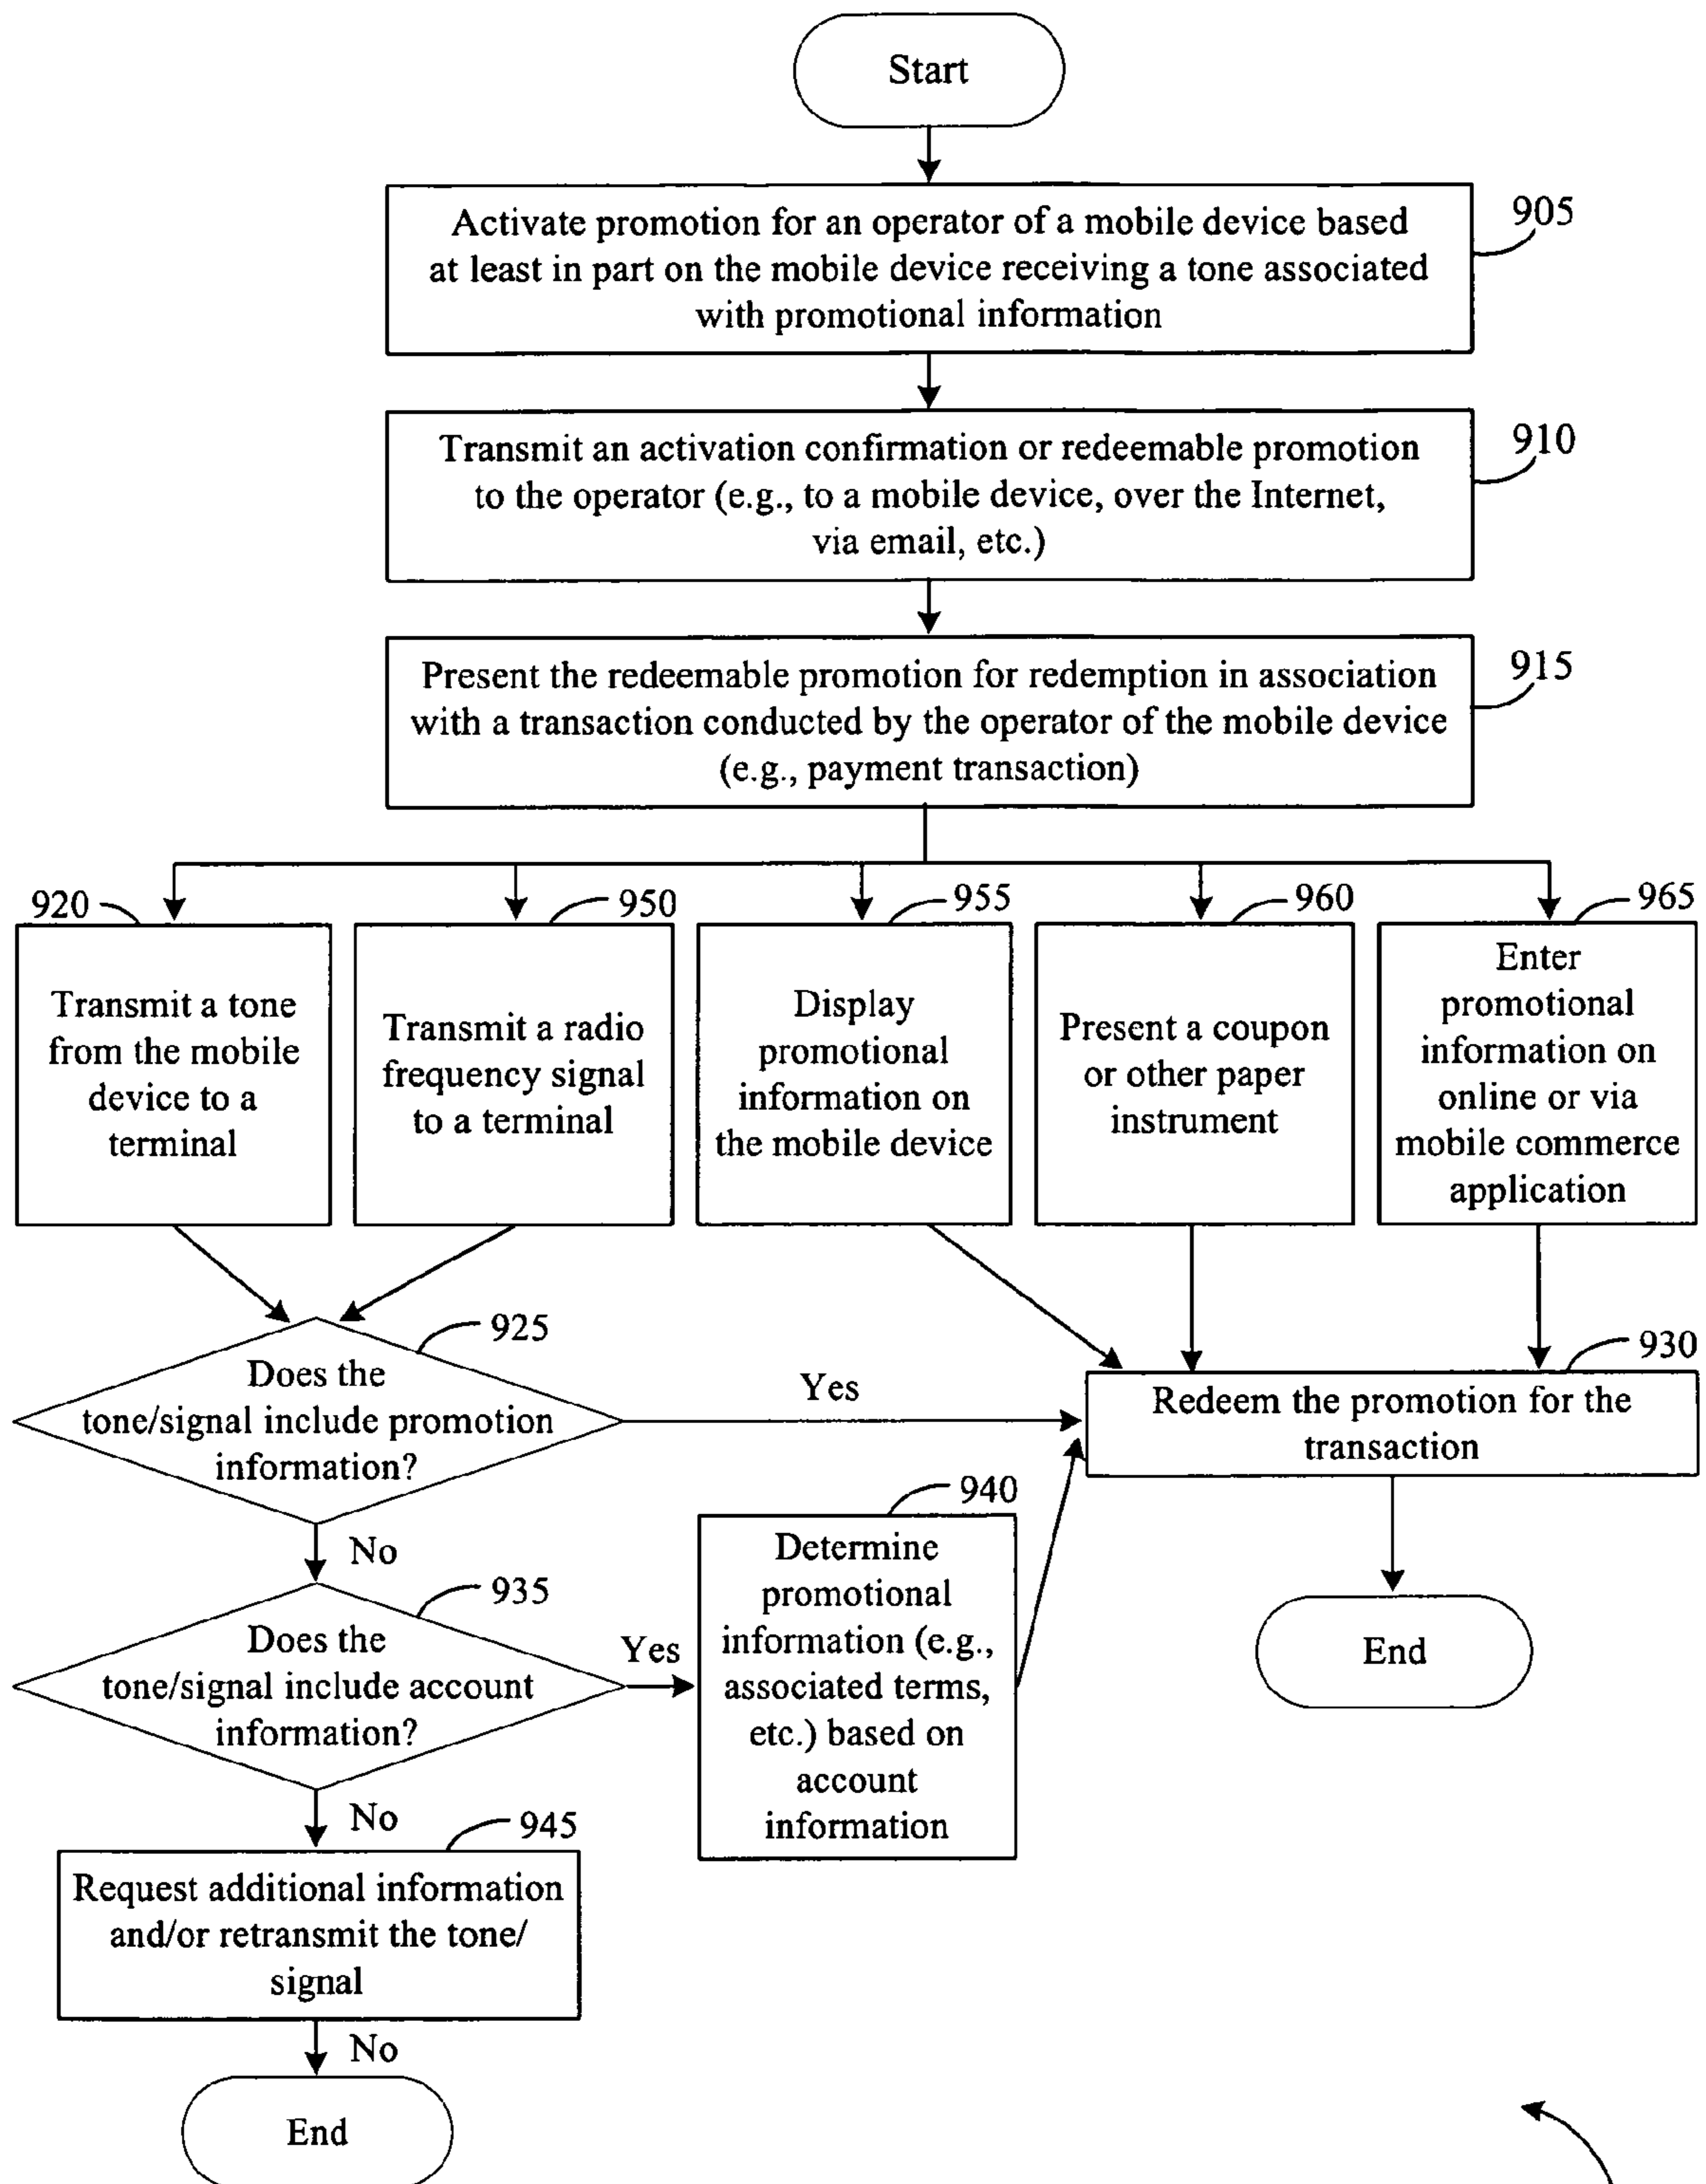 Start
Activate promotion for an operator of a mobile device based
at least in part on the mobile device receiving a tone associated
with promotional information
905
Transmit an activation confirmation or redeemable promotion
to the operator (e.g., to a mobile device, over the Internet,
via email, etc.)
910
Present the redeemable promotion for redemption in association
with a transaction conducted by the operator of the mobile device
(e.g., payment transaction)
915
920
Transmit a tone
from the mobile
device to a
terminal
950
Transmit a radio
frequency signal
to a terminal
955
Display
promotional
information on
the mobile device
960
Present a coupon
or other paper
instrument
965
Enter
promotional
information on
online or via
mobile commerce
application
925
Does the
tone/signal include promotion
information?
Yes
930
Redeem the promotion for the
transaction
End
No
935
Does the
tone/signal include account
information?
Yes
940
Determine
promotional
information (e.g.,
associated terms,
etc.) based on
account
information
No
945
Request additional information
and/or retransmit the tone/
signal
No
End